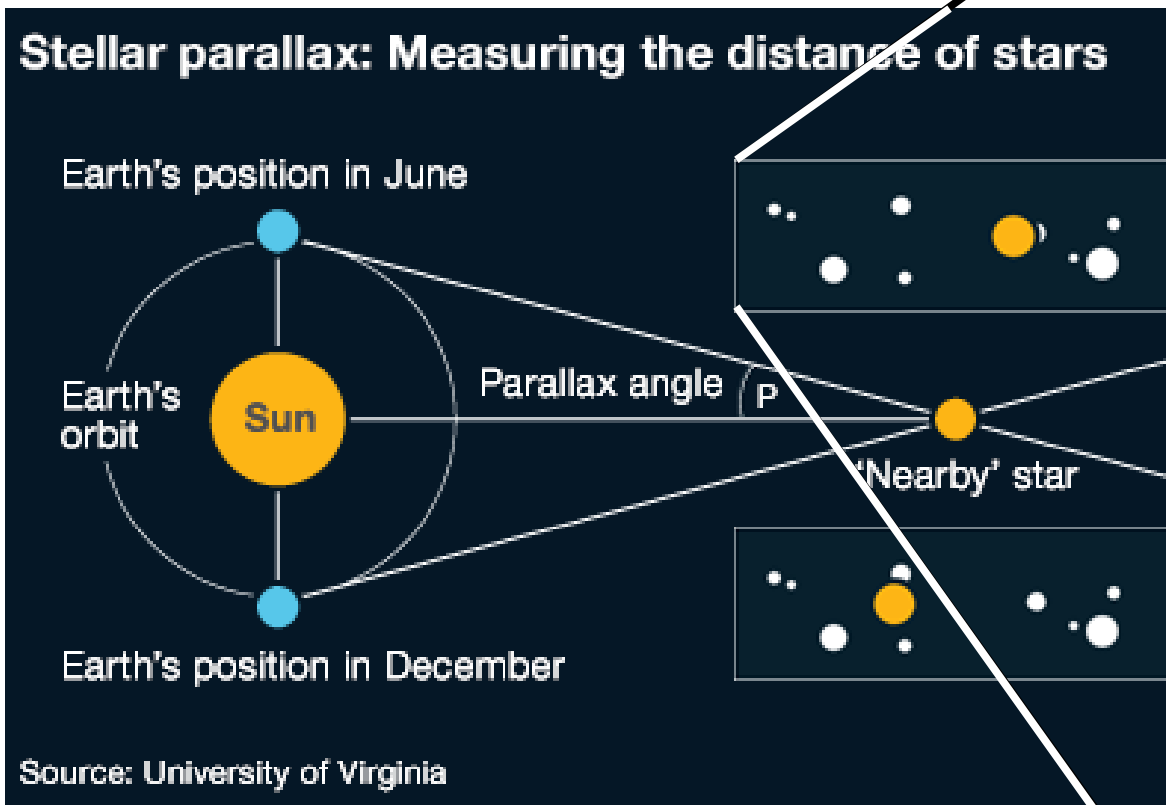 Stellar parallax: Measuring the distance of stars
Earth's position in June
Earth's
orbit
Sun
Parallax angle
P
'Nearby' star
Earth's position in December
Source: University of Virginia